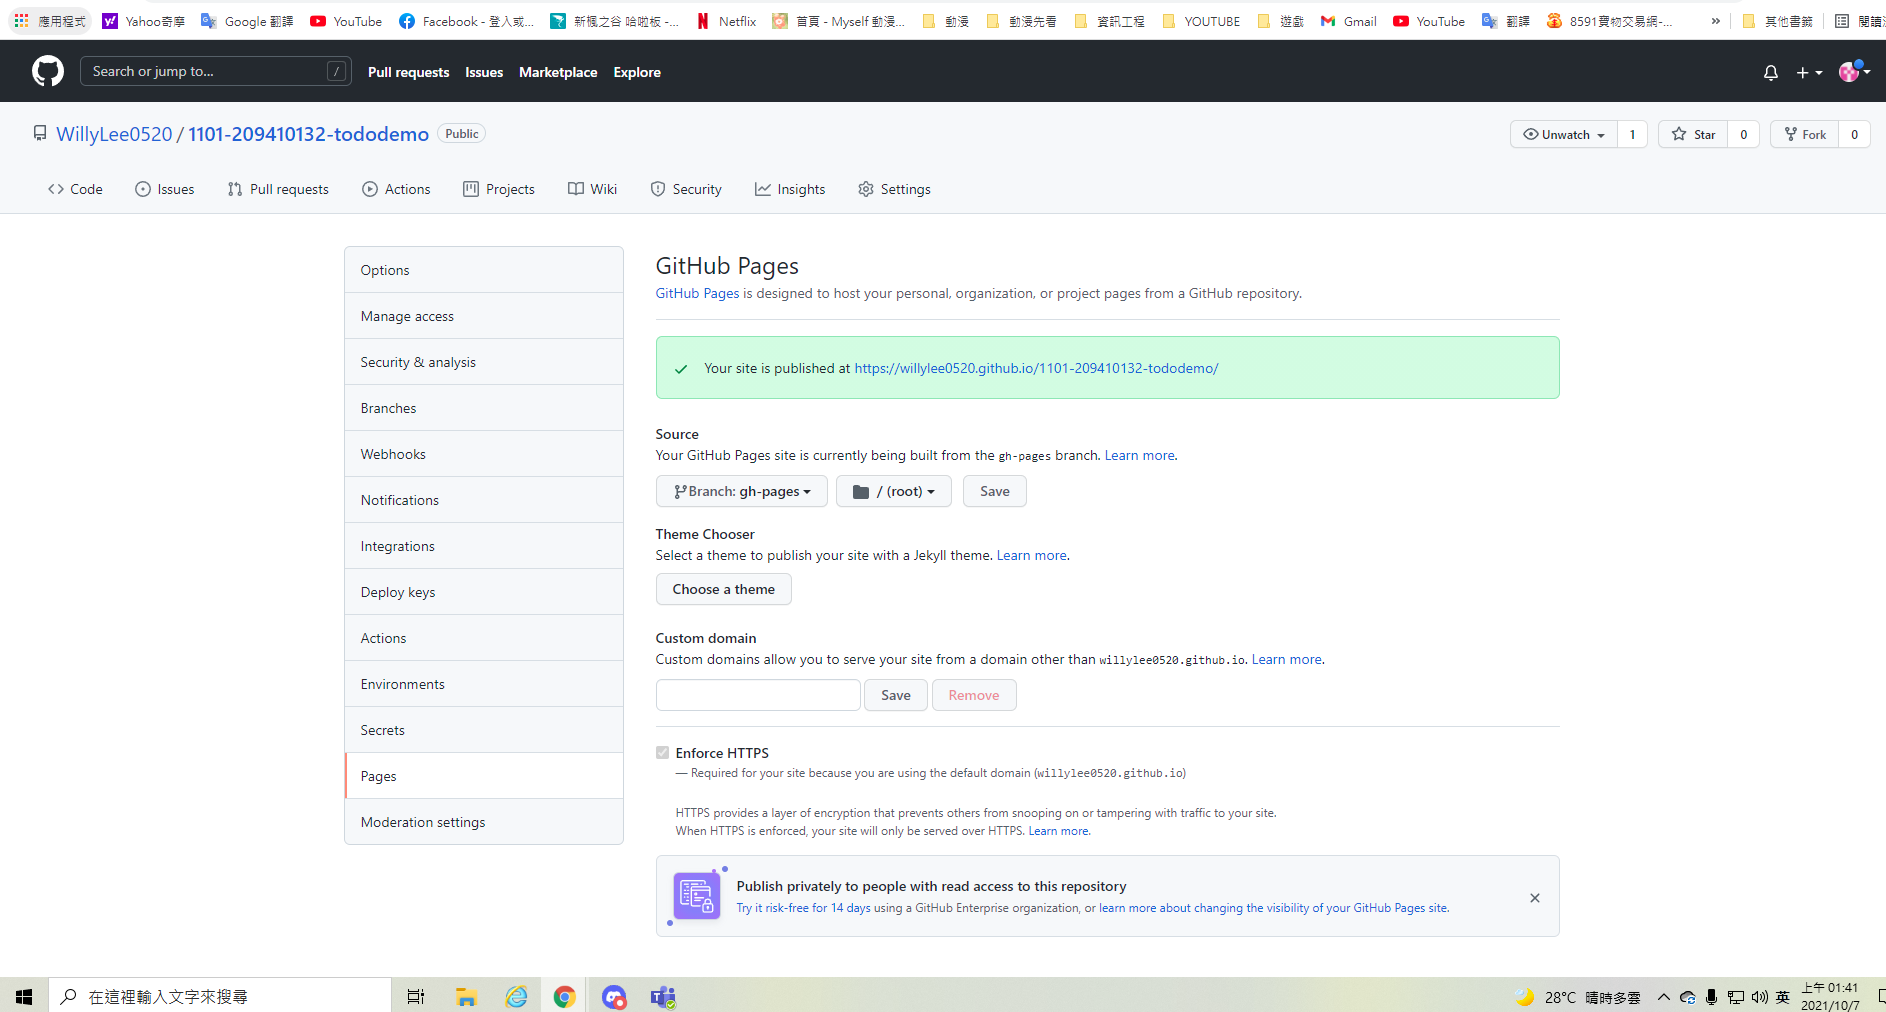 應用程式 Yahoo奇摩 Google 翻譯 YouTube Facebook - 登入或... 新楓之谷 哈啦板 -... Netflix 首頁 - Myself 動漫... 動漫 動漫先看 資訊工程 YOUTUBE 遊戲 Gmail YouTube 翻譯 8591寶物交易網-... » 其他書籤
Search or jump to... / Pull requests Issues Marketplace Explore
WillyLee0520 / 1101-209410132-tododemo Public Unwatch 1 Star 0 Fork 0
Code Issues Pull requests Actions Projects Wiki Security Insights Settings
Options
Manage access
Security & analysis
Branches
Webhooks
Notifications
Integrations
Deploy keys
Actions
Environments
Secrets
Pages
Moderation settings
GitHub Pages
GitHub Pages is designed to host your personal, organization, or project pages from a GitHub repository.
Your site is published at https://willylee0520.github.io/1101-209410132-tododemo/
Source
Your GitHub Pages site is currently being built from the gh-pages branch. Learn more.
Branch: gh-pages / (root) Save
Theme Chooser
Select a theme to publish your site with a Jekyll theme. Learn more.
Choose a theme
Custom domain
Custom domains allow you to serve your site from a domain other than willylee0520.github.io. Learn more.
Save Remove
Enforce HTTPS
— Required for your site because you are using the default domain (willylee0520.github.io)
HTTPS provides a layer of encryption that prevents others from snooping on or tampering with traffic to your site.
When HTTPS is enforced, your site will only be served over HTTPS. Learn more.
Publish privately to people with read access to this repository
Try it risk-free for 14 days using a GitHub Enterprise organization, or learn more about changing the visibility of your GitHub Pages site.
在這裡輸入文字來搜尋 28°C 晴時多雲 英 上午 01:41
2021/10/7